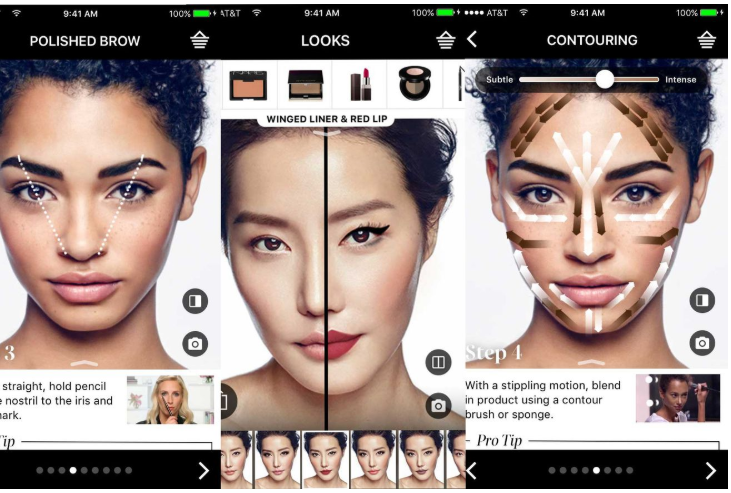 9:41 AM
100%
POLISHED BROW
3
straight, hold pencil
nostril to the iris and
Tip
AT&T
9:41 AM
100%
LOOKS
NARS
WINGED LINER & RED LIP
AT&T
9:41 AM
100%
CONTOURING
Subtle
Intense
Step 4
With a stippling motion, blend
in product using a contour
brush or sponge.
Pro Tip